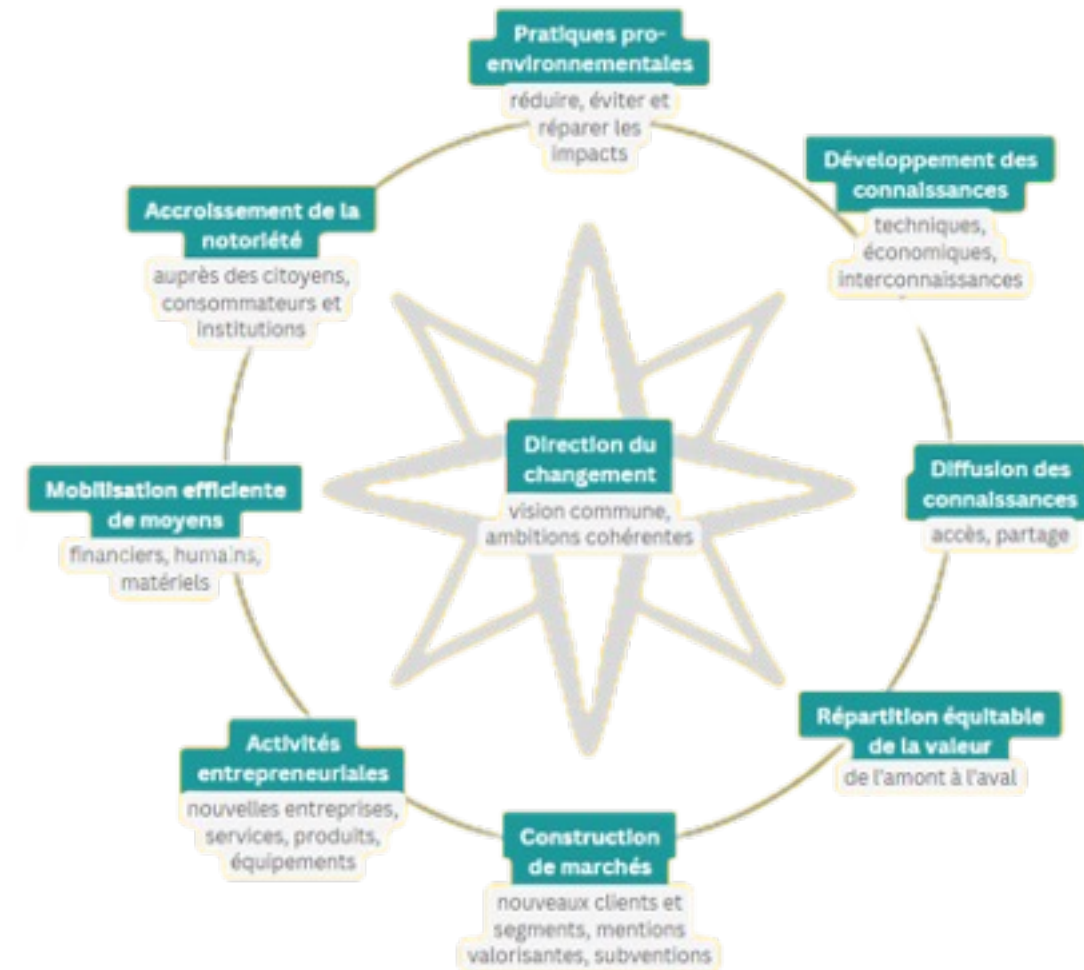 Pratiques pro-
environnementales
réduire, éviter et
réparer les
impacts
Développement des
connaissances
techniques,
économiques,
interconnaissances
Accroissement de la
notoriété
auprès des citoyens,
consommateurs et
institutions
Direction du
changement
vision commune,
ambitions cohérentes
Diffusion des
connaissances
accès, partage
Mobilisation efficiente
de moyens
financiers, humains,
matériels
Répartition équitable
de la valeur
de l'amont à l'aval
Activités
entrepreneuriales
nouvelles entreprises,
services, produits,
équipements
Construction
de marchés
nouveaux clients et
segments, mentions
valorisantes, subventions